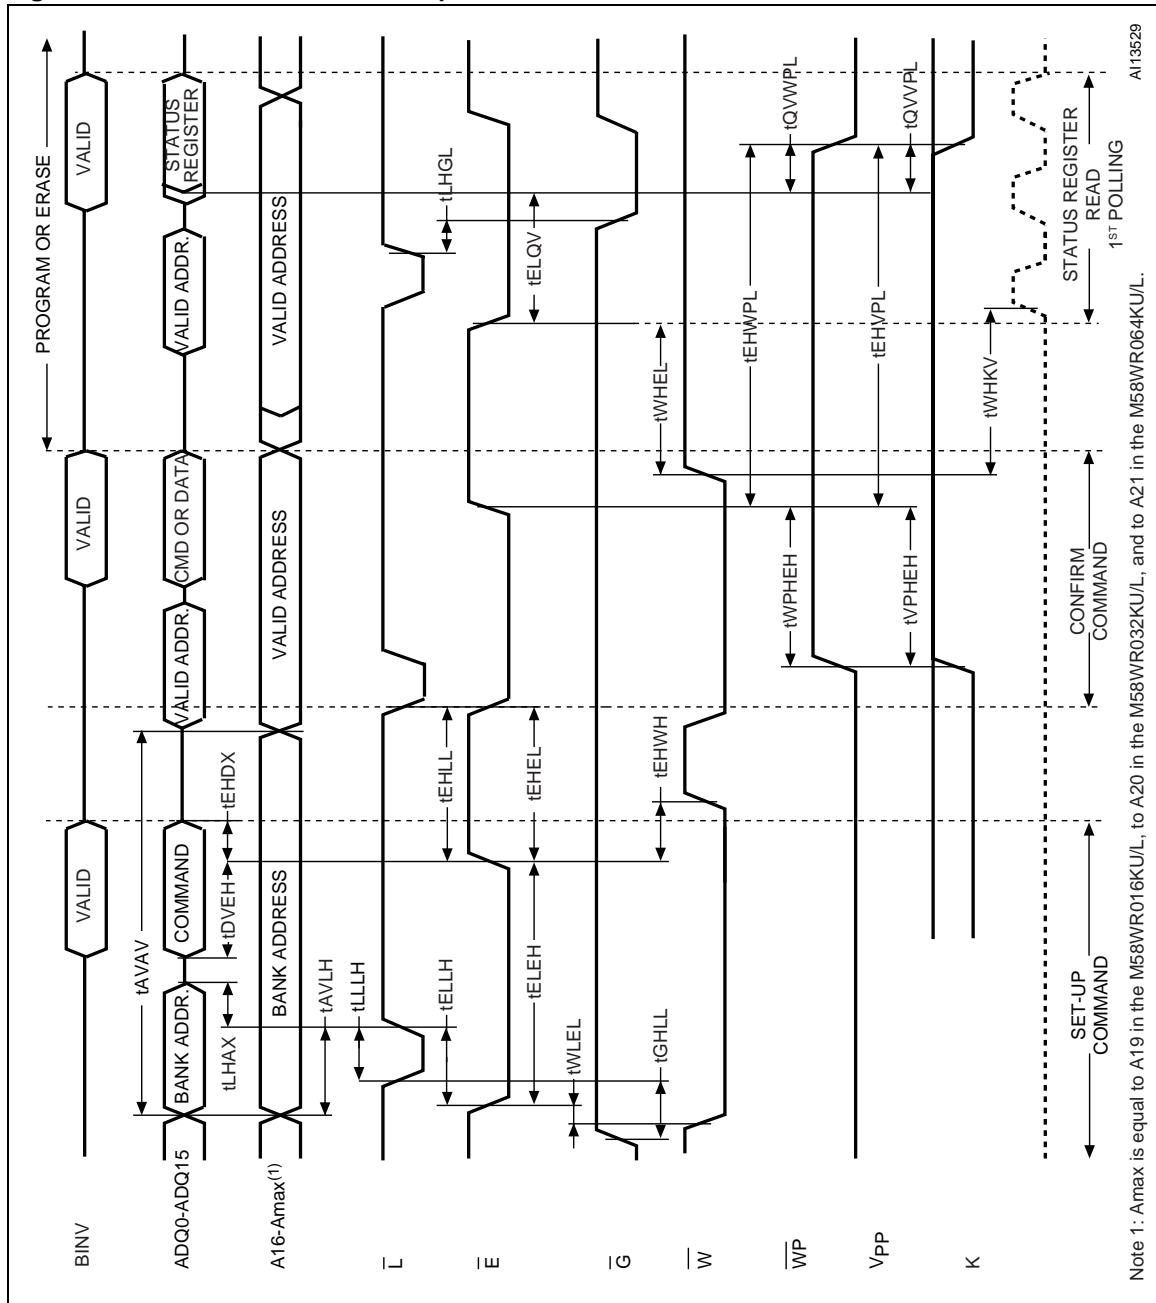 PROGRAM OR ERASE
BINV
VALID
VALID
VALID
ADQ0-ADQ15
BANK ADDR.
COMMAND
VALID ADDR.
CMD OR DATA
VALID ADDR.
STATUS
REGISTER
tAVAV
tLHAX
tDVEH
tEHDX
A16-Amax(1)
BANK ADDRESS
VALID ADDRESS
VALID ADDRESS
tAVLH
tLLLH
L
tELLH
tEHLL
tLHGL
E
tELEH
tEHEL
tELQV
tWLEL
G
tGHLL
tEHWH
tWHEL
W
tEHWPL
WP
tWPHEH
tQVWPL
tEHVPL
VPP
tVPHEH
tQVVPL
K
tWHKV
SET-UP
COMMAND
CONFIRM
COMMAND
STATUS REGISTER
READ
1ST POLLING
AI13529
Note 1: Amax is equal to A19 in the M58WR016KU/L, to A20 in the M58WR032KU/L, and to A21 in the M58WR064KU/L.